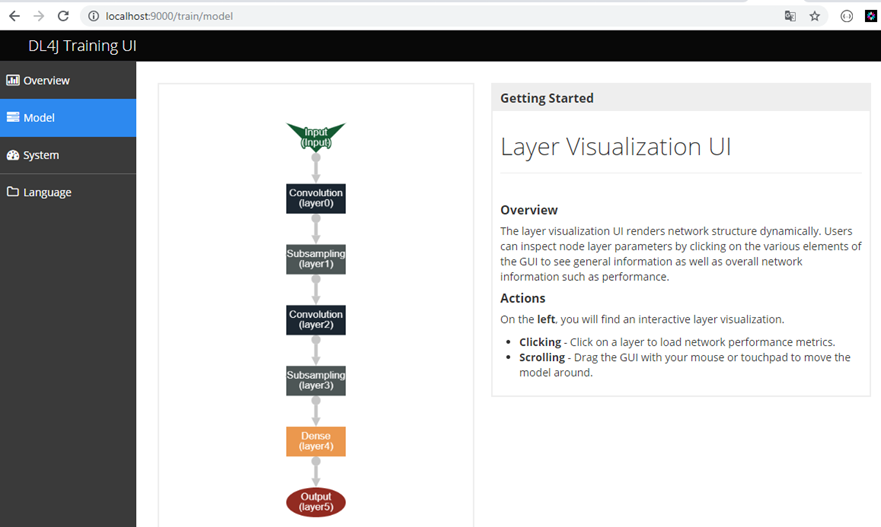 localhost:9000/train/model
DL4J Training UI
Overview
Model
System
Language
Input
(Input)
Convolution
(layer0)
Subsampling
(layer1)
Convolution
(layer2)
Subsampling
(layer3)
Dense
(layer4)
Output
(layer5)
Getting Started
Layer Visualization UI
Overview
The layer visualization UI renders network structure dynamically. Users
can inspect node layer parameters by clicking on the various elements of
the GUI to see general information as well as overall network
information such as performance.
Actions
On the left, you will find an interactive layer visualization.
• Clicking - Click on a layer to load network performance metrics.
• Scrolling - Drag the GUI with your mouse or touchpad to move the
model around.